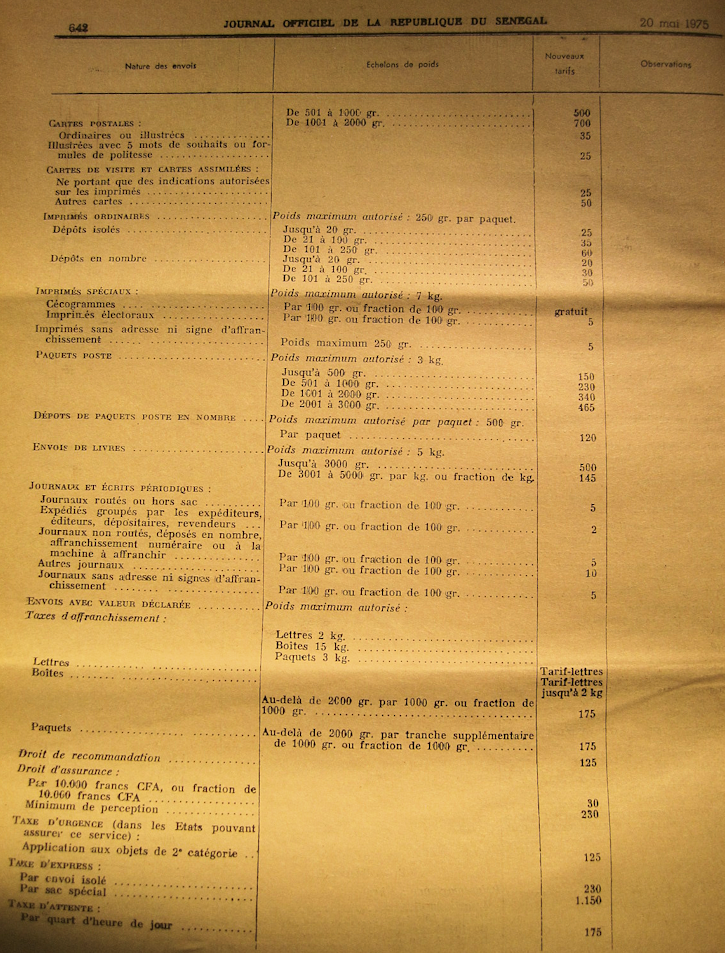 642 JOURNAL OFFICIEL DE LA REPUBLIQUE DU SENEGAL 20 mai 1975
Nature des envois Echelons de poids Nouveaux tarifs Observations
De 501 à 1000 gr. 500
CARTES POSTALES : De 1001 à 2000 gr. 700
Ordinaires ou illustrées 35
Illustrées avec 5 mots de souhaits ou for-
mules de politesse 25
CARTES DE VISITE ET CARTES ASSIMILÉES :
Ne portant que des indications autorisées
sur les imprimés 25
Autres cartes 50
IMPRIMÉS ORDINAIRES Poids maximum autorisé : 250 gr. par paquet.
Dépôts isolés Jusqu'à 20 gr. 25
De 21 à 100 gr. 35
De 101 à 250 gr. 60
Dépôts en nombre Jusqu'à 20 gr. 20
De 21 à 100 gr. 30
De 101 à 250 gr. 50
IMPRIMÉS SPÉCIAUX : Poids maximum autorisé : 7 kg.
Cécogrammes Par 100 gr. ou fraction de 100 gr. gratuit
Imprimés électoraux Par 100 gr. ou fraction de 100 gr. 5
Imprimés sans adresse ni signe d'affran-
chissement Poids maximum 250 gr. 5
PAQUETS POSTE Poids maximum autorisé : 3 kg.
Jusqu'à 500 gr. 150
De 501 à 1000 gr. 230
De 1001 à 2000 gr. 340
De 2001 à 3000 gr. 465
DÉPOTS DE PAQUETS POSTE EN NOMBRE Poids maximum autorisé par paquet : 500 gr.
Par paquet 120
ENVOIS DE LIVRES Poids maximum autorisé : 5 kg.
Jusqu'à 3000 gr. 500
De 3001 à 5000 gr. par kg. ou fraction de kg. 145
JOURNAUX ET ÉCRITS PÉRIODIQUES :
Journaux routés ou hors sac Par 100 gr. ou fraction de 100 gr. 5
Expédiés groupés par les expéditeurs,
éditeurs, dépositaires, revendeurs Par 100 gr. ou fraction de 100 gr. 2
Journaux non routés, déposés en nombre,
affranchissement numéraire ou à la
machine à affranchir Par 100 gr. ou fraction de 100 gr. 5
Autres journaux Par 100 gr. ou fraction de 100 gr. 10
Journaux sans adresse ni signes d'affran-
chissement Par 100 gr. ou fraction de 100 gr. 5
ENVOIS AVEC VALEUR DÉCLARÉE Poids maximum autorisé :
Taxes d'affranchissement :
Lettres 2 kg.
Boites 15 kg.
Paquets 3 kg.
Lettres Tarif-lettres
Boites Tarif-lettres
jusqu'à 2 kg
Au-delà de 2000 gr. par 1000 gr. ou fraction de
1000 gr. 175
Paquets Au-delà de 2000 gr. par tranche supplémentaire
de 1000 gr. ou fraction de 1000 gr. 175
Droit de recommandation 125
Droit d'assurance :
Par 10.000 francs CFA, ou fraction de
10.000 francs CFA 30
Minimum de perception 230
TAXE D'URGENCE (dans les Etats pouvant
assurer ce service) :
Application aux objets de 2e catégorie 125
TAXE D'EXPRESS :
Par envoi isolé 230
Par sac spécial 1.150
TAXE D'ATTENTE :
Par quart d'heure de jour 175